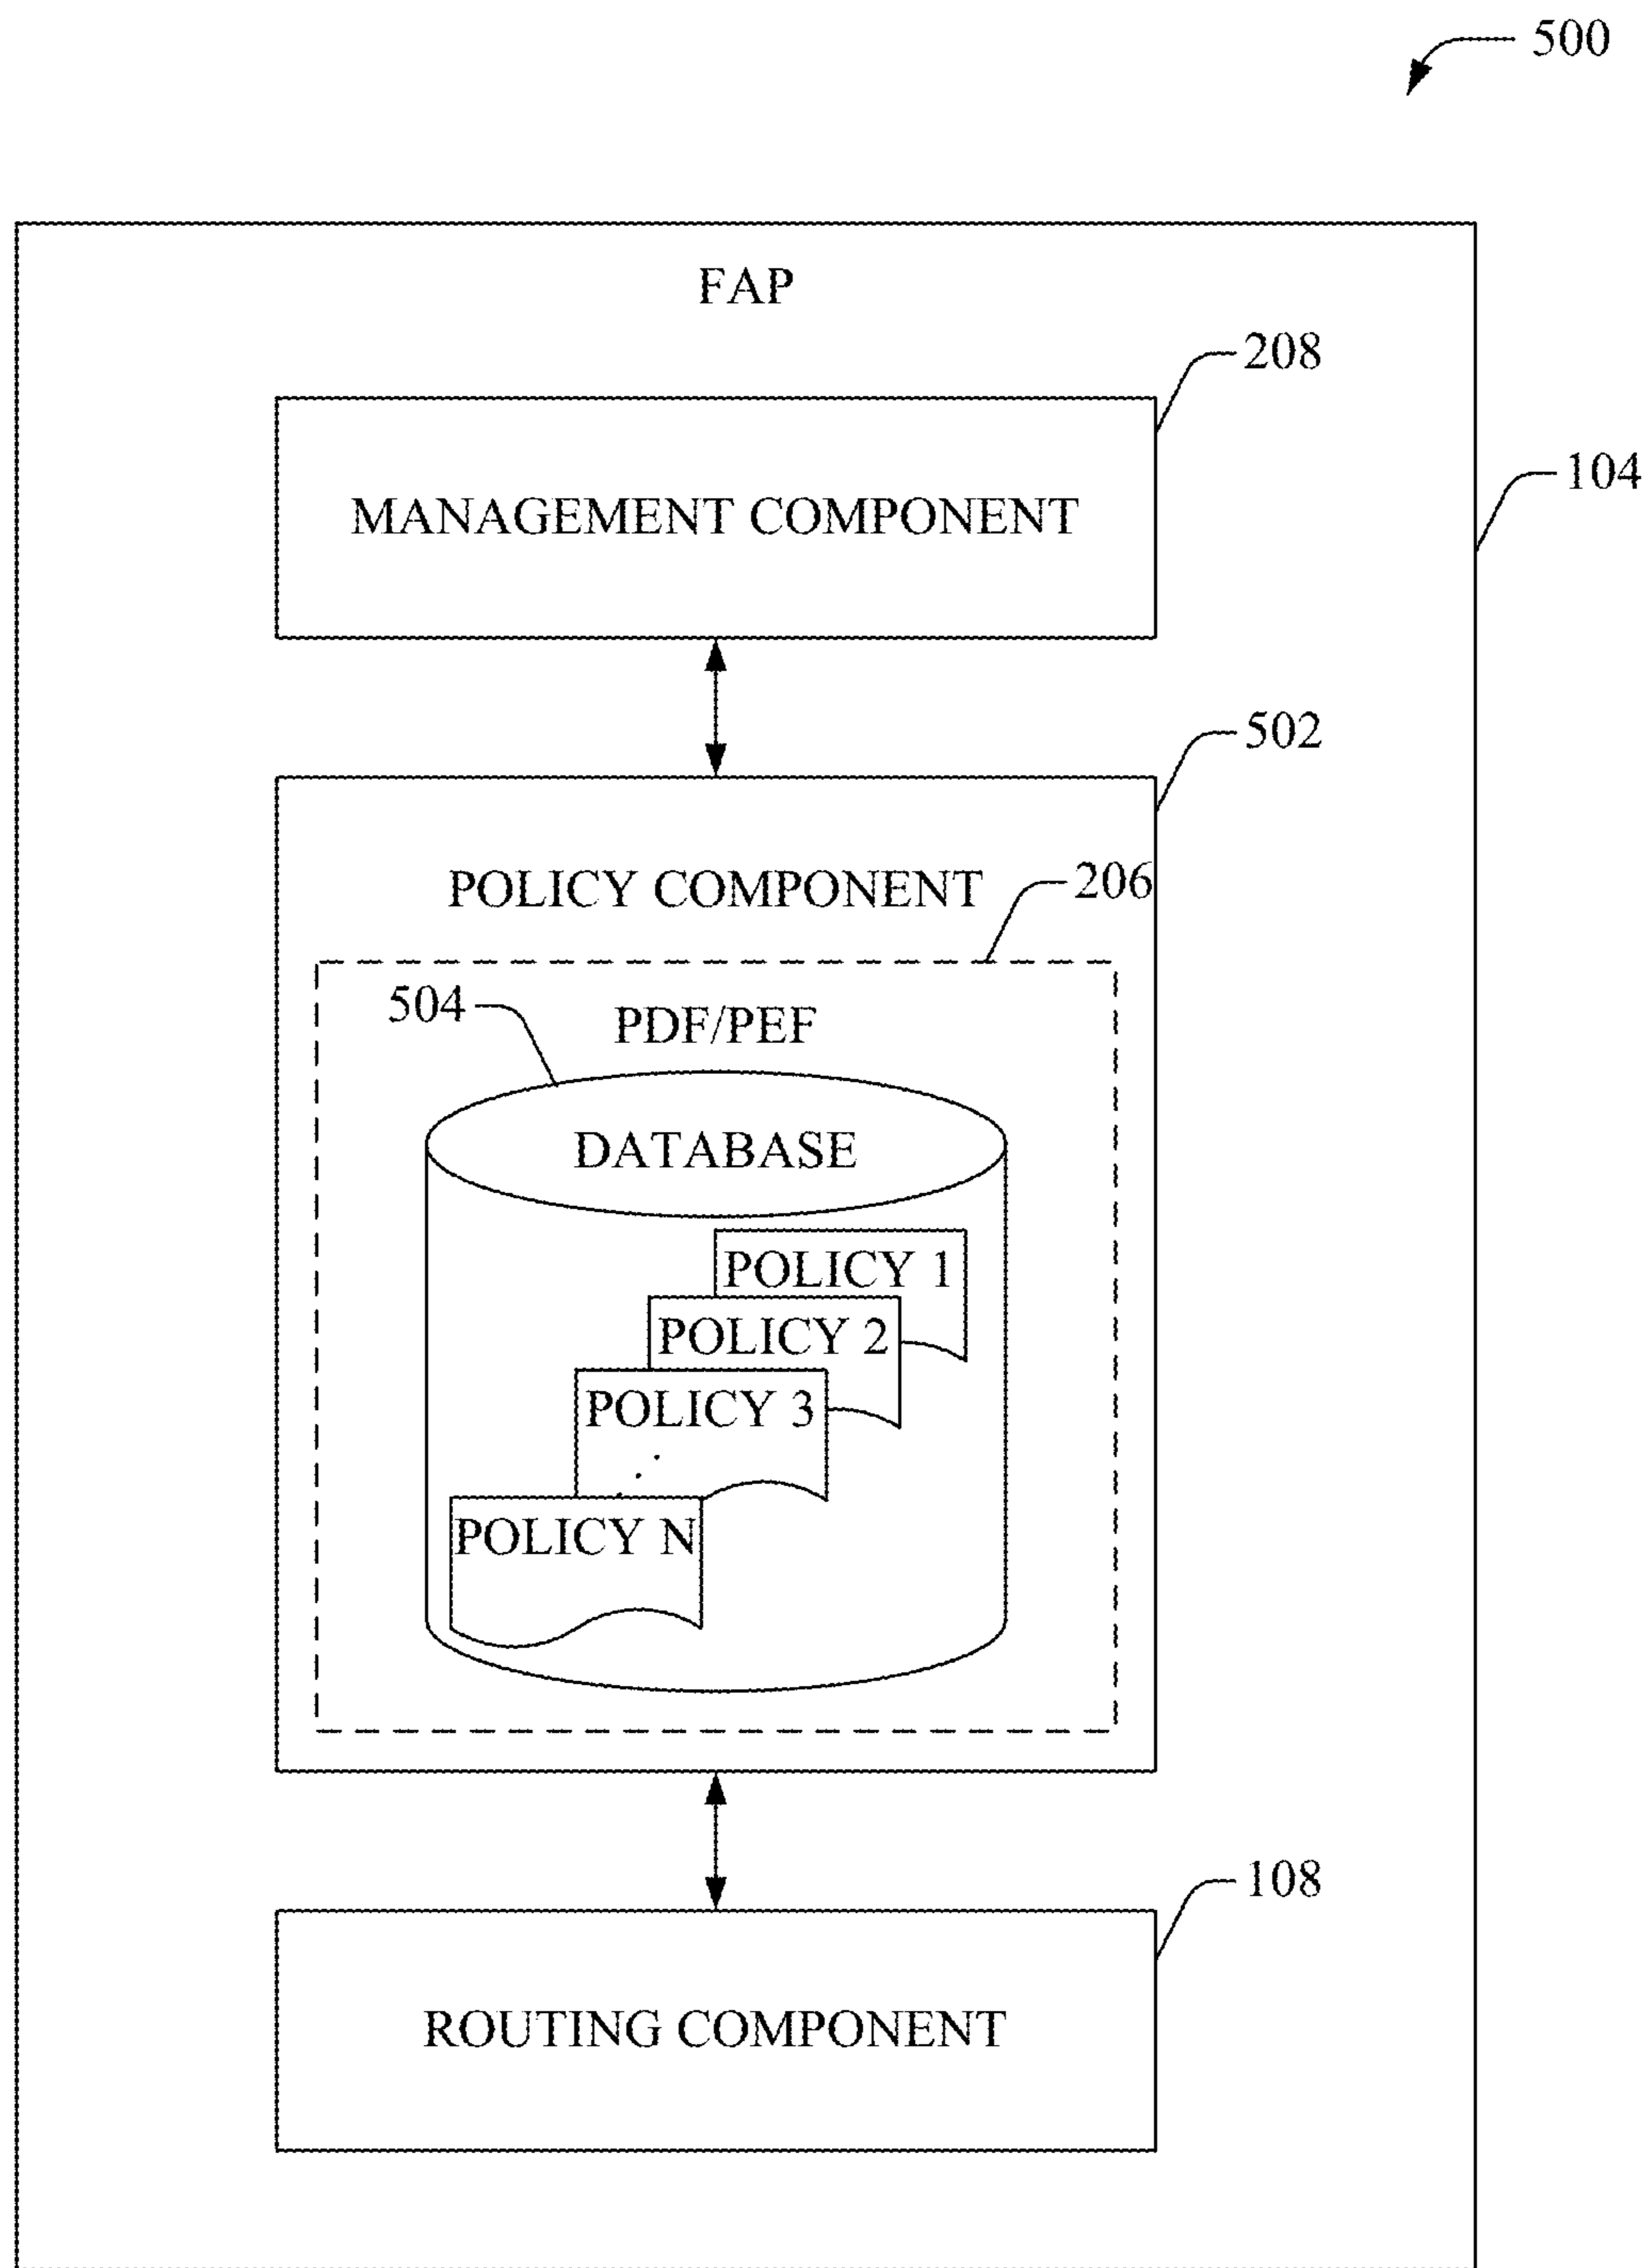 500
FAP
208
MANAGEMENT COMPONENT
104
502
POLICY COMPONENT
206
504
PDF/PEF
DATABASE
POLICY 1
POLICY 2
POLICY 3
POLICY N
108
ROUTING COMPONENT